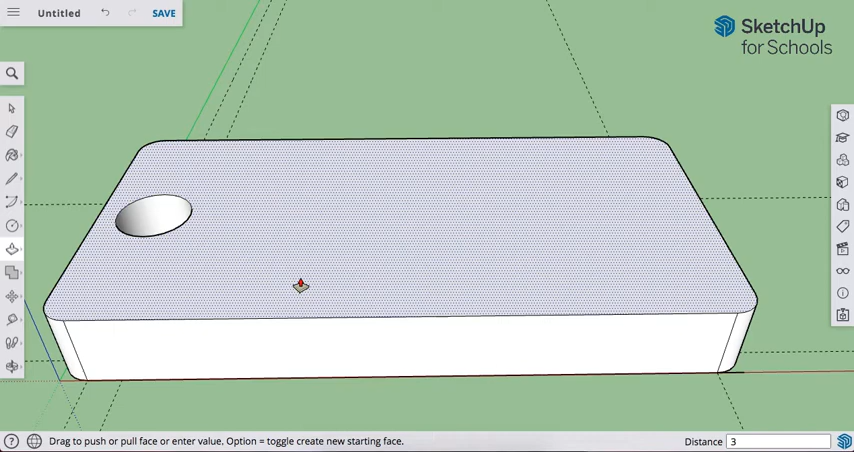 Untitled SAVE
SketchUp
for Schools
Drag to push or pull face or enter value. Option = toggle create new starting face. Distance 3